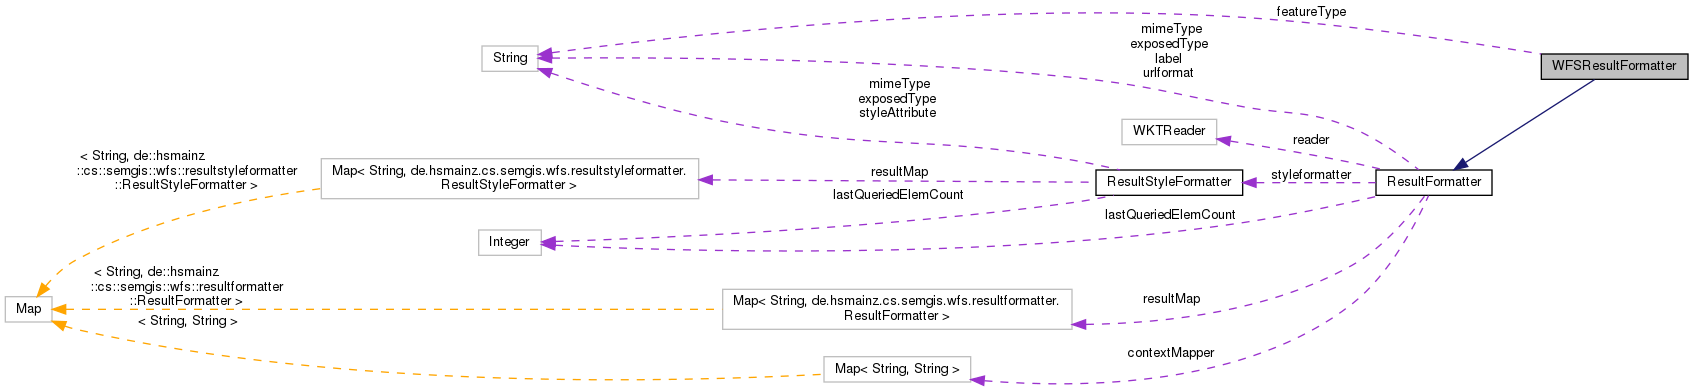 featureType
mimeType
exposedType
label
urlformat
String
WFSResultFormatter
mimeType
exposedType
styleAttribute
WKTReader
reader
< String, de::hsmainz
::cs::semgis::wfs::resultstyleformatter
::ResultStyleFormatter >
Map< String, de.hsmainz.cs.semgis.wfs.resultstyleformatter.
ResultStyleFormatter >
resultMap
ResultStyleFormatter
styleformatter
ResultFormatter
lastQueriedElemCount
lastQueriedElemCount
Integer
< String, de::hsmainz
::cs::semgis::wfs::resultformatter
::ResultFormatter >
Map
Map< String, de.hsmainz.cs.semgis.wfs.resultformatter.
ResultFormatter >
resultMap
< String, String >
contextMapper
Map< String, String >